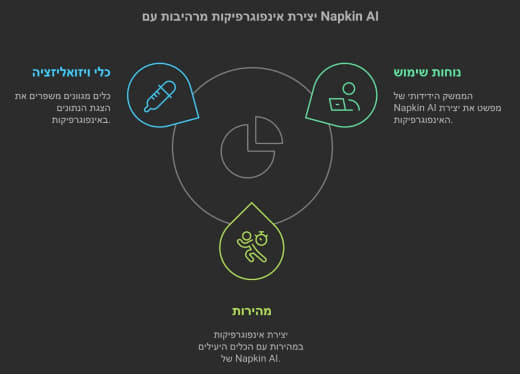 יצירת אינפוגרפיקות מרהיבות עם Napkin AI
נוחות שימוש
הממשק הידידותי של
Napkin AI מפשט את יצירת
האינפוגרפיקות.
כלי ויזואליזציה
כלים מגוונים משפרים את
הצגת הנתונים
באינפוגרפיקות.
מהירות
יצירת אינפוגרפיקות
במהירות עם הכלים היעילים
של Napkin AI.